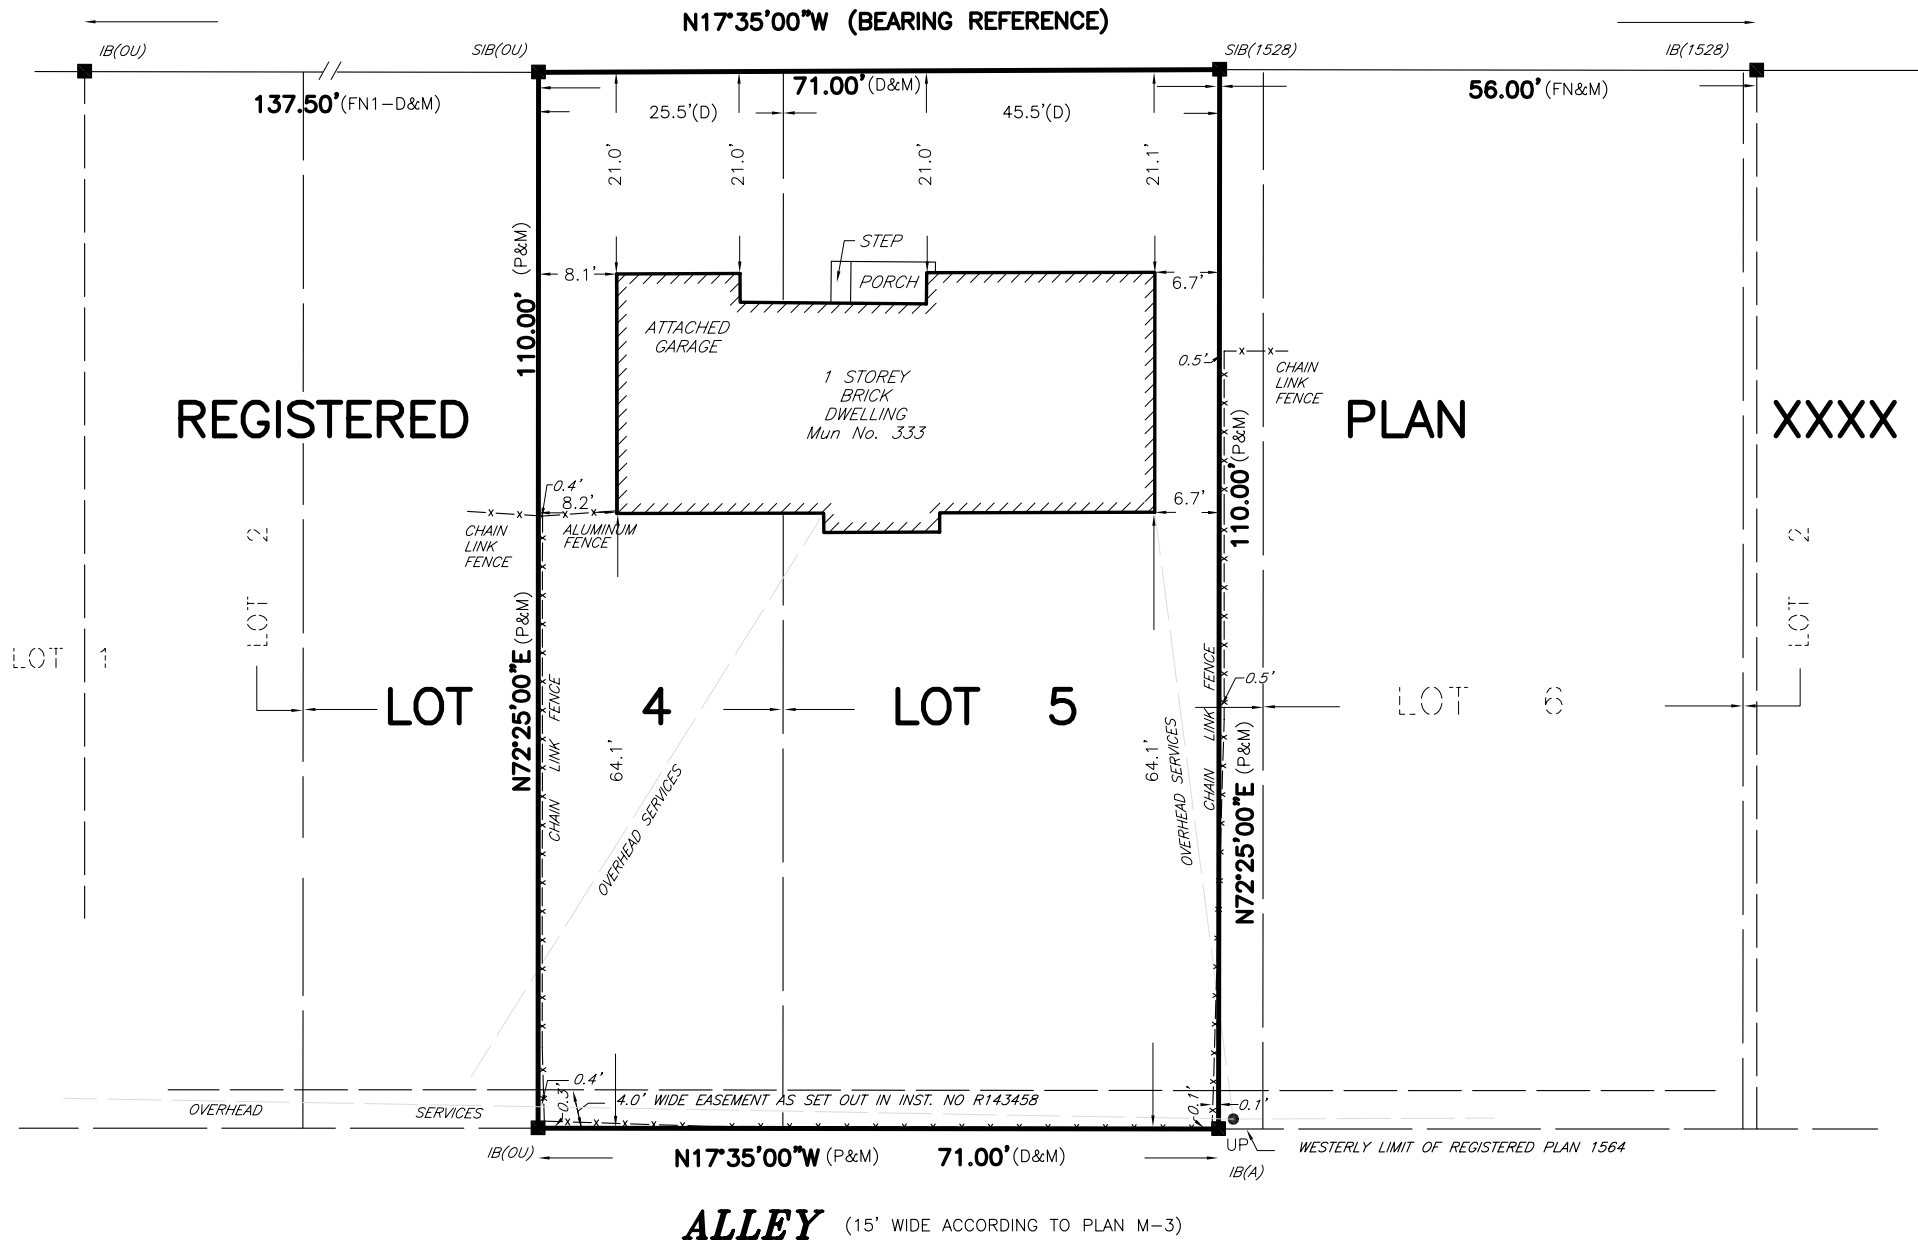 N17°35'00"W (BEARING REFERENCE)
IB(OU)
SIB(OU)
SIB(1528)
IB(1528)
137.50' (FN1-D&M)
71.00' (D&M)
56.00' (FN&M)
25.5'(D)
45.5'(D)
21.0'
21.0'
21.0'
21.1'
110.00' (P&M)
STEP
PORCH
8.1'
6.7'
ATTACHED
GARAGE
0.5'
CHAIN
LINK
FENCE
1 STOREY
BRICK
DWELLING
Mun No. 333
REGISTERED
PLAN
XXXX
110.00' (P&M)
0.4'
8.2'
6.7'
CHAIN
LINK
FENCE
ALUMINUM
FENCE
LOT 2
LOT 2
LOT 1
N72°25'00"E (P&M)
CHAIN LINK FENCE
CHAIN LINK FENCE
0.5'
LOT 4
LOT 5
LOT 6
64.1'
64.1'
OVERHEAD SERVICES
OVERHEAD SERVICES
N72°25'00"E (P&M)
0.4'
0.3'
4.0' WIDE EASEMENT AS SET OUT IN INST. NO R143458
0.1'
0.1'
OVERHEAD SERVICES
IB(OU)
N17°35'00"W (P&M) 71.00' (D&M)
UP
WESTERLY LIMIT OF REGISTERED PLAN 1564
IB(A)
ALLEY (15' WIDE ACCORDING TO PLAN M-3)